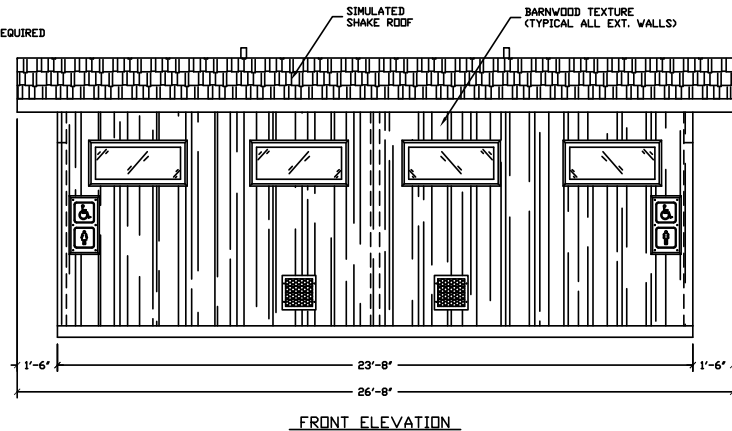 SIMULATED
SHAKE ROOF
BARNWOOD TEXTURE
(TYPICAL ALL EXT. WALLS)
EQUIRED
1'-6"
23'-8"
1'-6"
26'-8"
FRONT ELEVATION